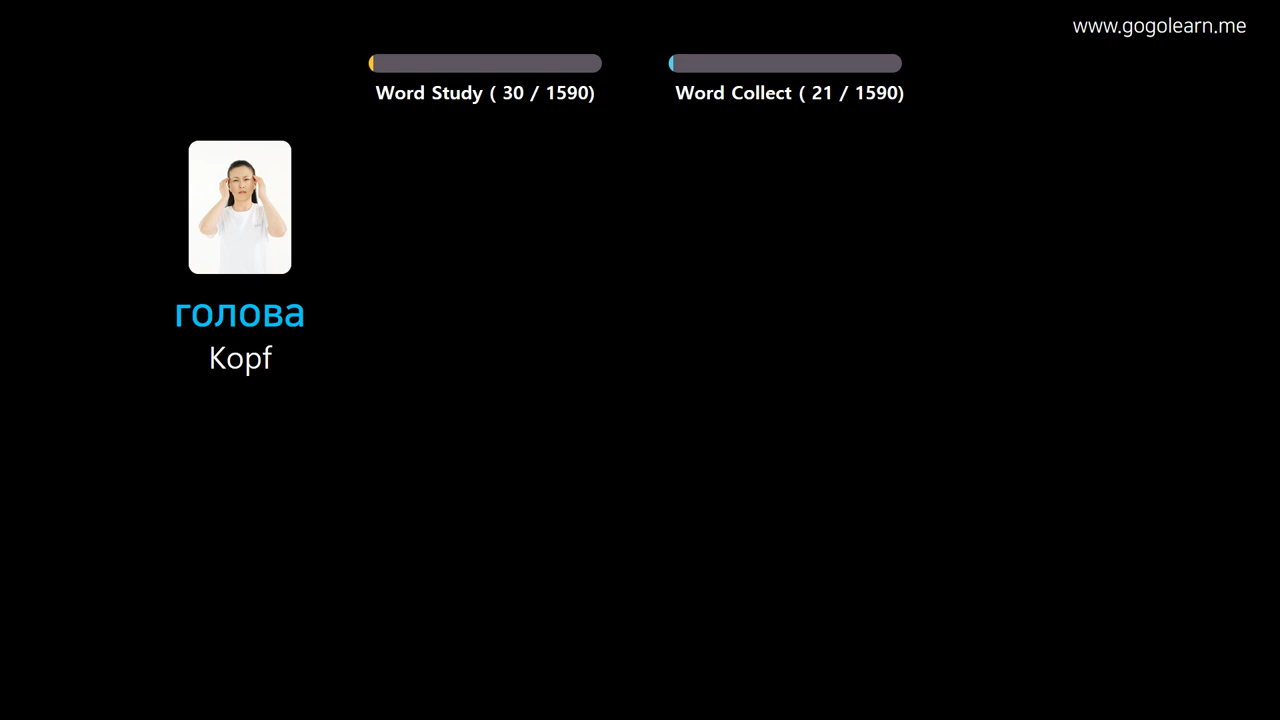 www.gogolearn.me
Word Study ( 30 / 1590)
Word Collect ( 21 / 1590)
голова
Kopf